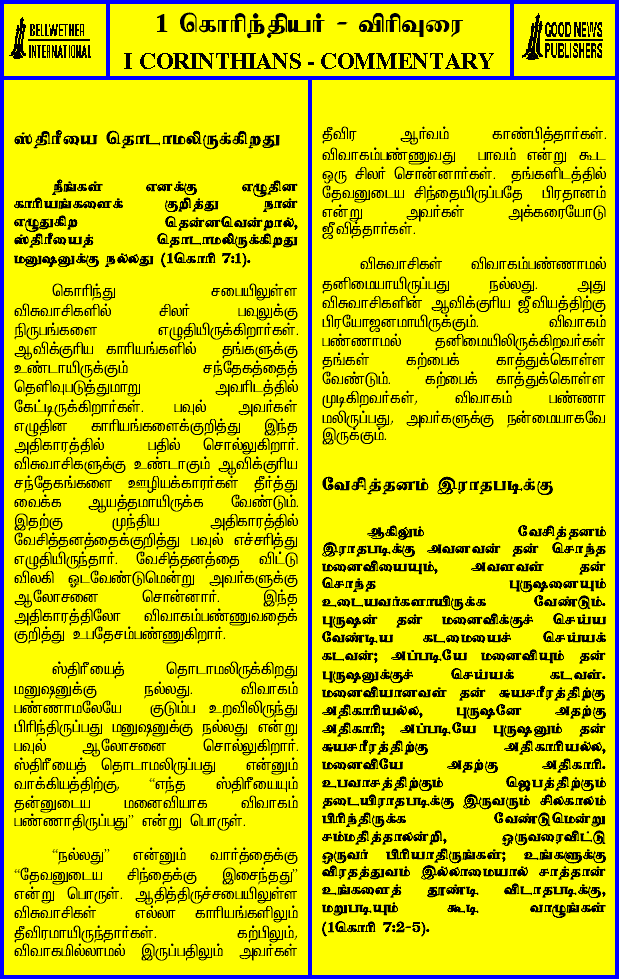 BELLWETHER
INTERNATIONAL
1 கொரிந்தியர் - விரிவுரை
I CORINTHIANS - COMMENTARY
GOOD NEWS
PUBLISHERS
ஸ்திரீயை தொடாமலிருக்கிறது
நீங்கள் எனக்கு எழுதின
காரியங்களைக் குறித்து நான்
எழுதுகிற தென்னவென்றால்,
ஸ்திரீயைத் தொடாமலிருக்கிறது
மனுஷனுக்கு நல்லது (1கொரி 7:1).
கொரிந்து சபையிலுள்ள
விசுவாசிகளில் சிலர் பவுலுக்கு
நிருபங்களை எழுதியிருக்கிறார்கள்.
ஆவிக்குரிய காரியங்களில் தங்களுக்கு
உண்டாயிருக்கும் சந்தேகத்தைத்
தெளிவுபடுத்துமாறு அவரிடத்தில்
கேட்டிருக்கிறார்கள். பவுல் அவர்கள்
எழுதின காரியங்களைக்குறித்து இந்த
அதிகாரத்தில் பதில் சொல்லுகிறார்.
விசுவாசிகளுக்கு உண்டாகும் ஆவிக்குரிய
சந்தேகங்களை ஊழியக்காரர்கள் தீர்த்து
வைக்க ஆயத்தமாயிருக்க வேண்டும்.
இதற்கு முந்திய அதிகாரத்தில்
வேசித்தனத்தைக்குறித்து பவுல் எச்சரித்து
எழுதியிருந்தார். வேசித்தனத்தை விட்டு
விலகி ஓடவேண்டுமென்று அவர்களுக்கு
ஆலோசனை சொன்னார். இந்த
அதிகாரத்திலோ விவாகம்பண்ணுவதைக்
குறித்து உபதேசம்பண்ணுகிறார்.
ஸ்திரீயைத் தொடாமலிருக்கிறது
மனுஷனுக்கு நல்லது. விவாகம்
பண்ணாமலேயே குடும்ப உறவிலிருந்து
பிரிந்திருப்பது மனுஷனுக்கு நல்லது என்று
பவுல் ஆலோசனை சொல்லுகிறார்.
ஸ்திரீயைத் தொடாமலிருப்பது என்னும்
வாக்கியத்திற்கு, “எந்த ஸ்திரீயையும்
தன்னுடைய மனைவியாக விவாகம்
பண்ணாதிருப்பது” என்று பொருள்.
“நல்லது” என்னும் வார்த்தைக்கு
“தேவனுடைய சிந்தைக்கு இசைந்தது”
என்று பொருள். ஆதித்திருச்சபையிலுள்ள
விசுவாசிகள் எல்லா காரியங்களிலும்
தீவிரமாயிருந்தார்கள். கற்பிலும்,
விவாகமில்லாமல் இருப்பதிலும் அவர்கள்
தீவிர ஆர்வம் காண்பித்தார்கள்.
விவாகம்பண்ணுவது பாவம் என்று கூட
ஒரு சிலர் சொன்னார்கள். தங்களிடத்தில்
தேவனுடைய சிந்தையிருப்பதே பிரதானம்
என்று அவர்கள் அக்கரையோடு
ஜீவித்தார்கள்.
விசுவாசிகள் விவாகம்பண்ணாமல்
தனிமையாயிருப்பது நல்லது. அது
விசுவாசிகளின் ஆவிக்குரிய ஜீவியத்திற்கு
பிரயோஜனமாயிருக்கும். விவாகம்
பண்ணாமல் தனிமையிலிருக்கிறவர்கள்
தங்கள் கற்பைக் காத்துக்கொள்ள
வேண்டும். கற்பைக் காத்துக்கொள்ள
முடிகிறவர்கள், விவாகம் பண்ணா
மலிருப்பது, அவர்களுக்கு நன்மையாகவே
இருக்கும்.
வேசித்தனம் இராதபடிக்கு
ஆகிலும் வேசித்தனம்
இராதபடிக்கு அவனவன் தன் சொந்த
மனைவியையும், அவளவள் தன்
சொந்த புருஷனையும்
உடையவர்களாயிருக்க வேண்டும்.
புருஷன் தன் மனைவிக்குச் செய்ய
வேண்டிய கடமையைச் செய்யக்
கடவன்; அப்படியே மனைவியும் தன்
புருஷனுக்குச் செய்யக் கடவள்.
மனைவியானவள் தன் சுயசரீரத்திற்கு
அதிகாரியல்ல, புருஷனே அதற்கு
அதிகாரி; அப்படியே புருஷனும் தன்
சுயசரீரத்திற்கு அதிகாரியல்ல,
மனைவியே அதற்கு அதிகாரி.
உபவாசத்திற்கும் ஜெபத்திற்கும்
தடையிராதபடிக்கு இருவரும் சிலகாலம்
பிரிந்திருக்க வேண்டுமென்று
சம்மதித்தாலன்றி, ஒருவரைவிட்டு
ஒருவர் பிரியாதிருங்கள்; உங்களுக்கு
விரதத்துவம் இல்லாமையால் சாத்தான்
உங்களைத் தூண்டி விடாதபடிக்கு,
மறுபடியும் கூடி வாழுங்கள்
(1கொரி 7:2-5).